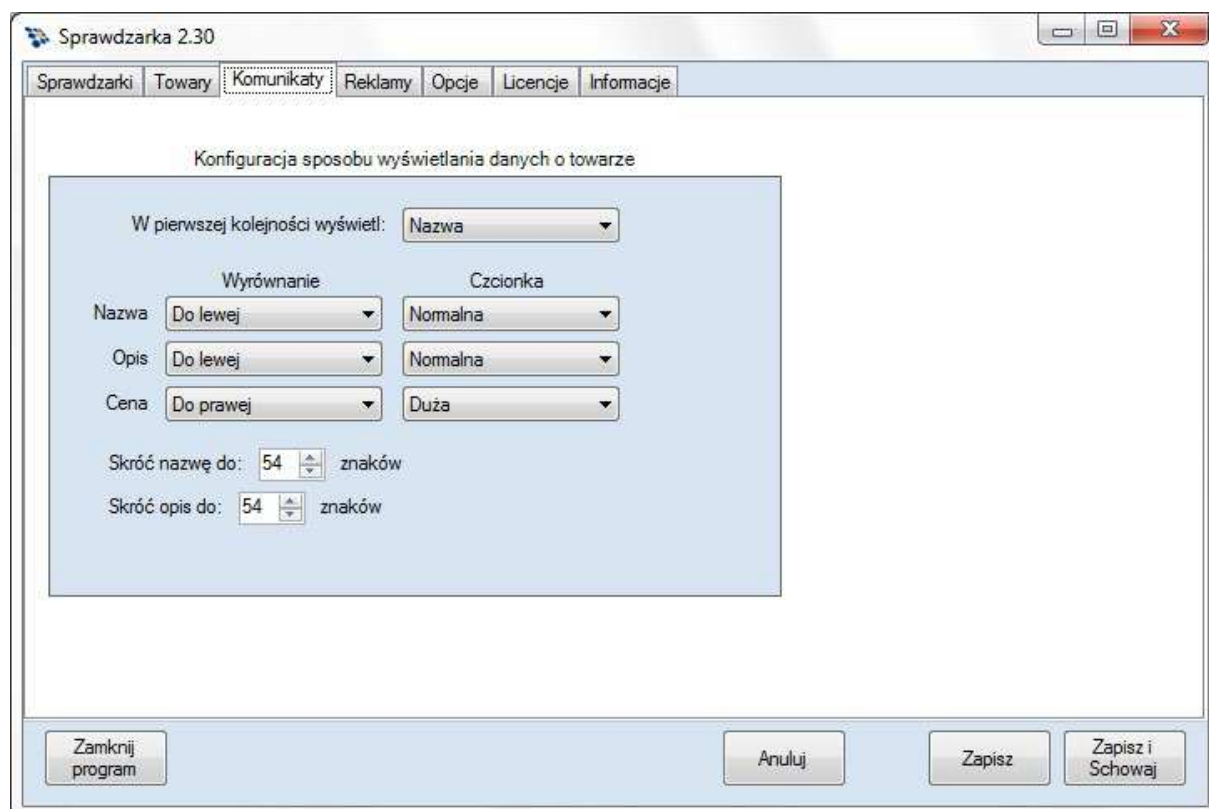 Sprawdzarka 2.30
Sprawdzarki Towary Komunikaty Reklamy Opcje Licencje Informacje
Konfiguracja sposobu wyświetlania danych o towarze
W pierwszej kolejności wyświetl: Nazwa
Wyrównanie Czcionka
Nazwa Do lewej Normalna
Opis Do lewej Normalna
Cena Do prawej Duża
Skróć nazwę do: 54 znaków
Skróć opis do: 54 znaków
Zamknij
program
Anuluj
Zapisz
Zapisz i
Schowaj